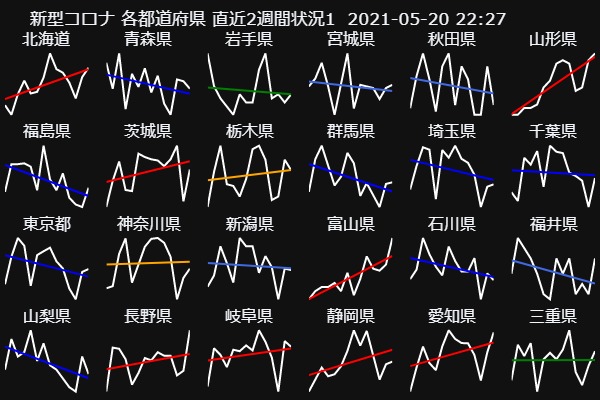 新型コロナ 各都道府県 直近2週間状況1 2021-05-20 22:27
北海道 青森県 岩手県 宮城県 秋田県 山形県
福島県 茨城県 栃木県 群馬県 埼玉県 千葉県
東京都 神奈川県 新潟県 富山県 石川県 福井県
山梨県 長野県 岐阜県 静岡県 愛知県 三重県